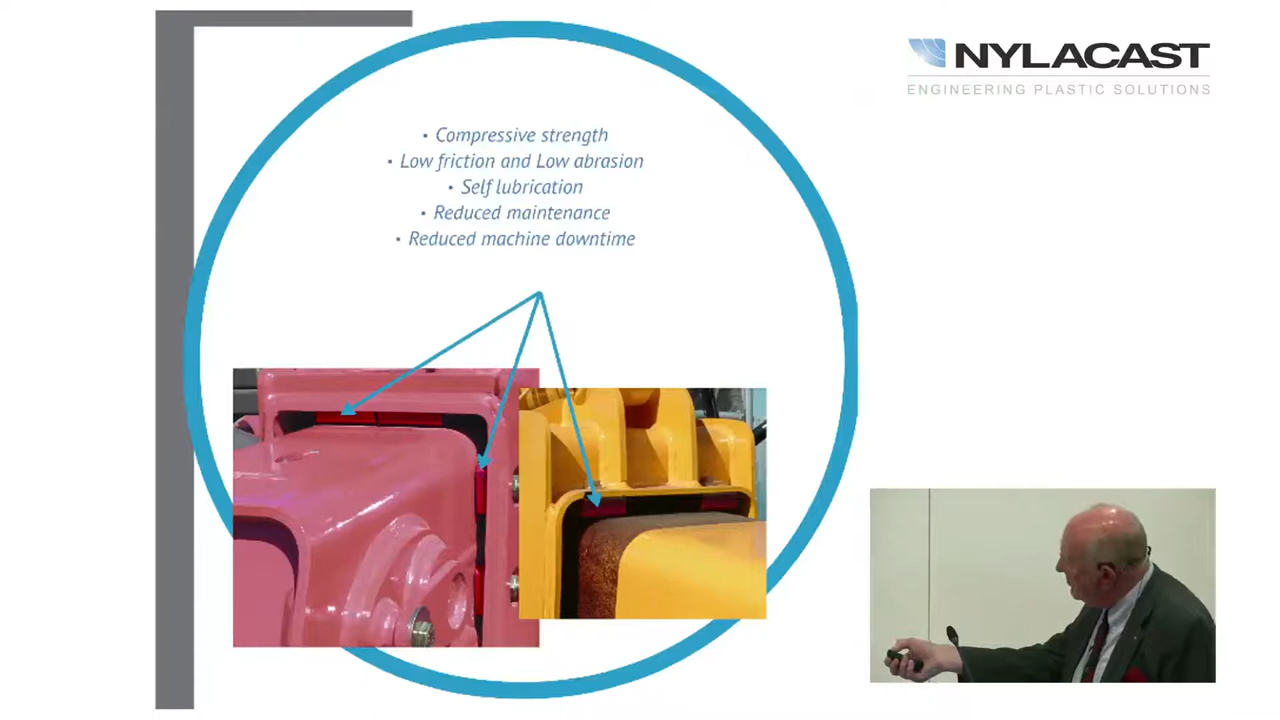 NYLACAST
ENGINEERING PLASTIC SOLUTIONS
• Compressive strength
• Low friction and Low abrasion
• Self lubrication
• Reduced maintenance
• Reduced machine downtime